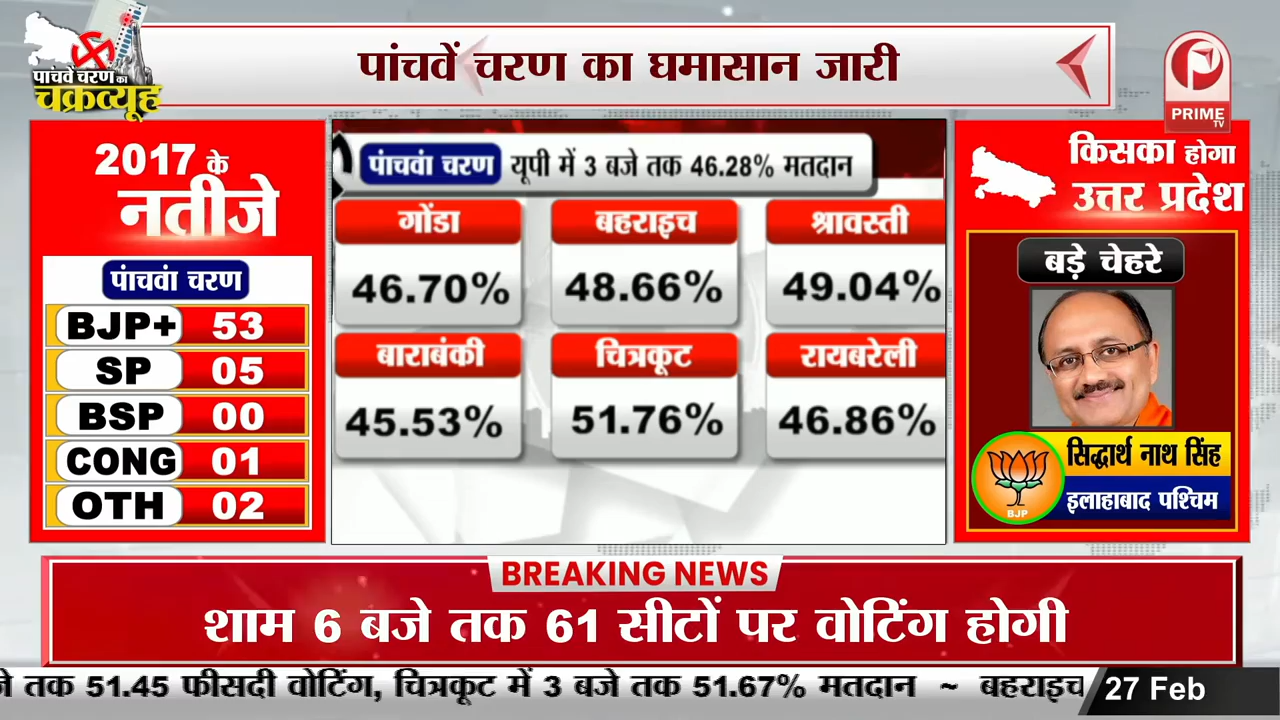 पांचवें चरण का
चक्रव्यूह
पांचवें चरण का घमासान जारी
PRIME
TV
2017 के
नतीजे
पांचवां चरण
BJP+ 53
SP 05
BSP 00
CONG 01
OTH 02
पांचवां चरण यूपी में 3 बजे तक 46.28% मतदान
गोंडा बहराइच श्रावस्ती
46.70% 48.66% 49.04%
बाराबंकी चित्रकूट रायबरेली
45.53% 51.76% 46.86%
किसका होगा
उत्तर प्रदेश
बड़े चेहरे
BJP
सिद्धार्थ नाथ सिंह
इलाहाबाद पश्चिम
BREAKING NEWS
शाम 6 बजे तक 61 सीटों पर वोटिंग होगी
तक 51.45 फीसदी वोटिंग, चित्रकूट में 3 बजे तक 51.67% मतदान ~ बहराइच
27 Feb